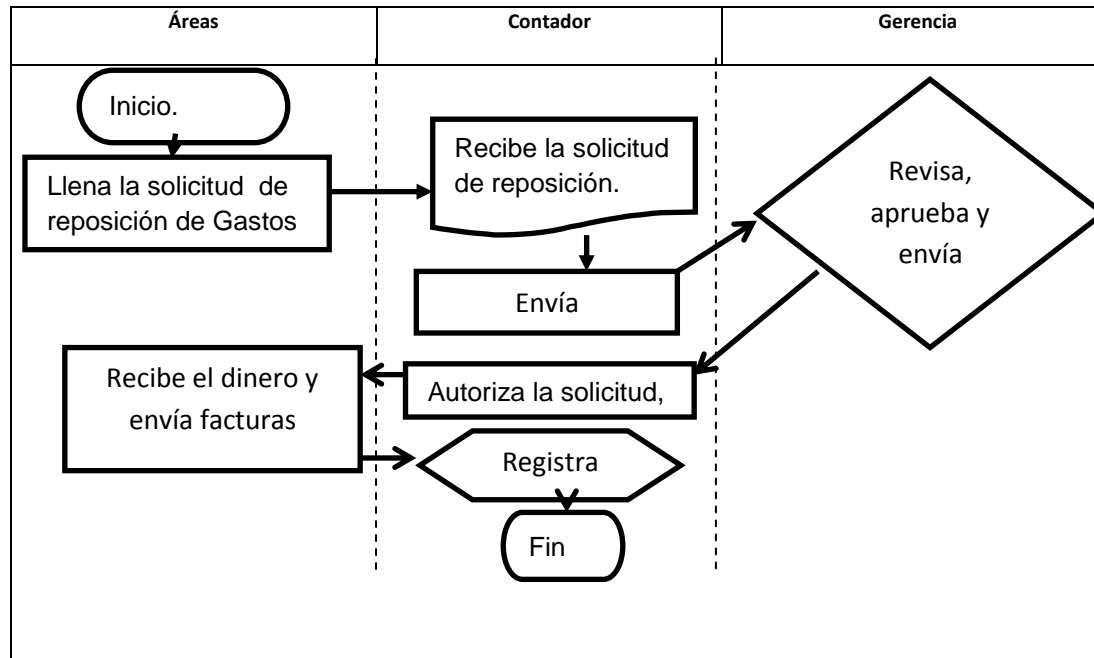 Áreas
Contador
Gerencia
Inicio.
Llena la solicitud de
reposición de Gastos
Recibe la solicitud
de reposición.
Envía
Revisa,
aprueba y
envía
Autoriza la solicitud,
Recibe el dinero y
envía facturas
Registra
Fin